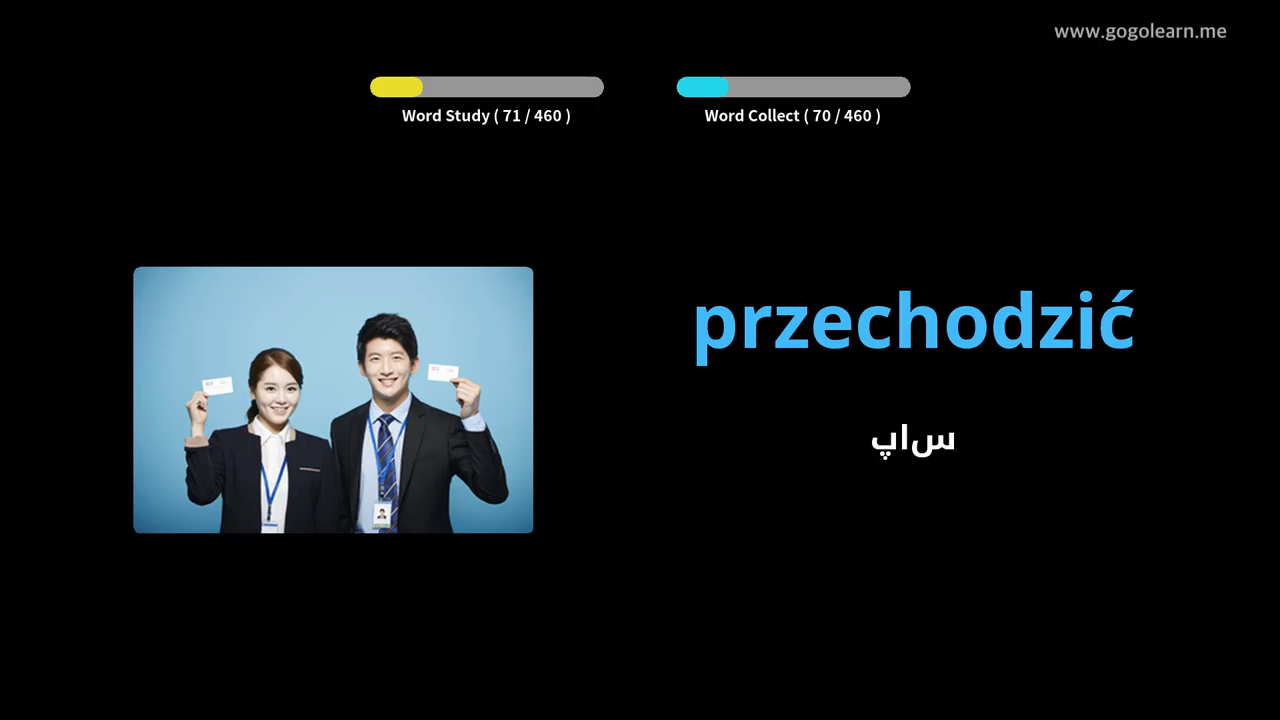 www.gogolearn.me
Word Study ( 71 / 460 )
Word Collect ( 70 / 460 )
przechodzić
ساپ